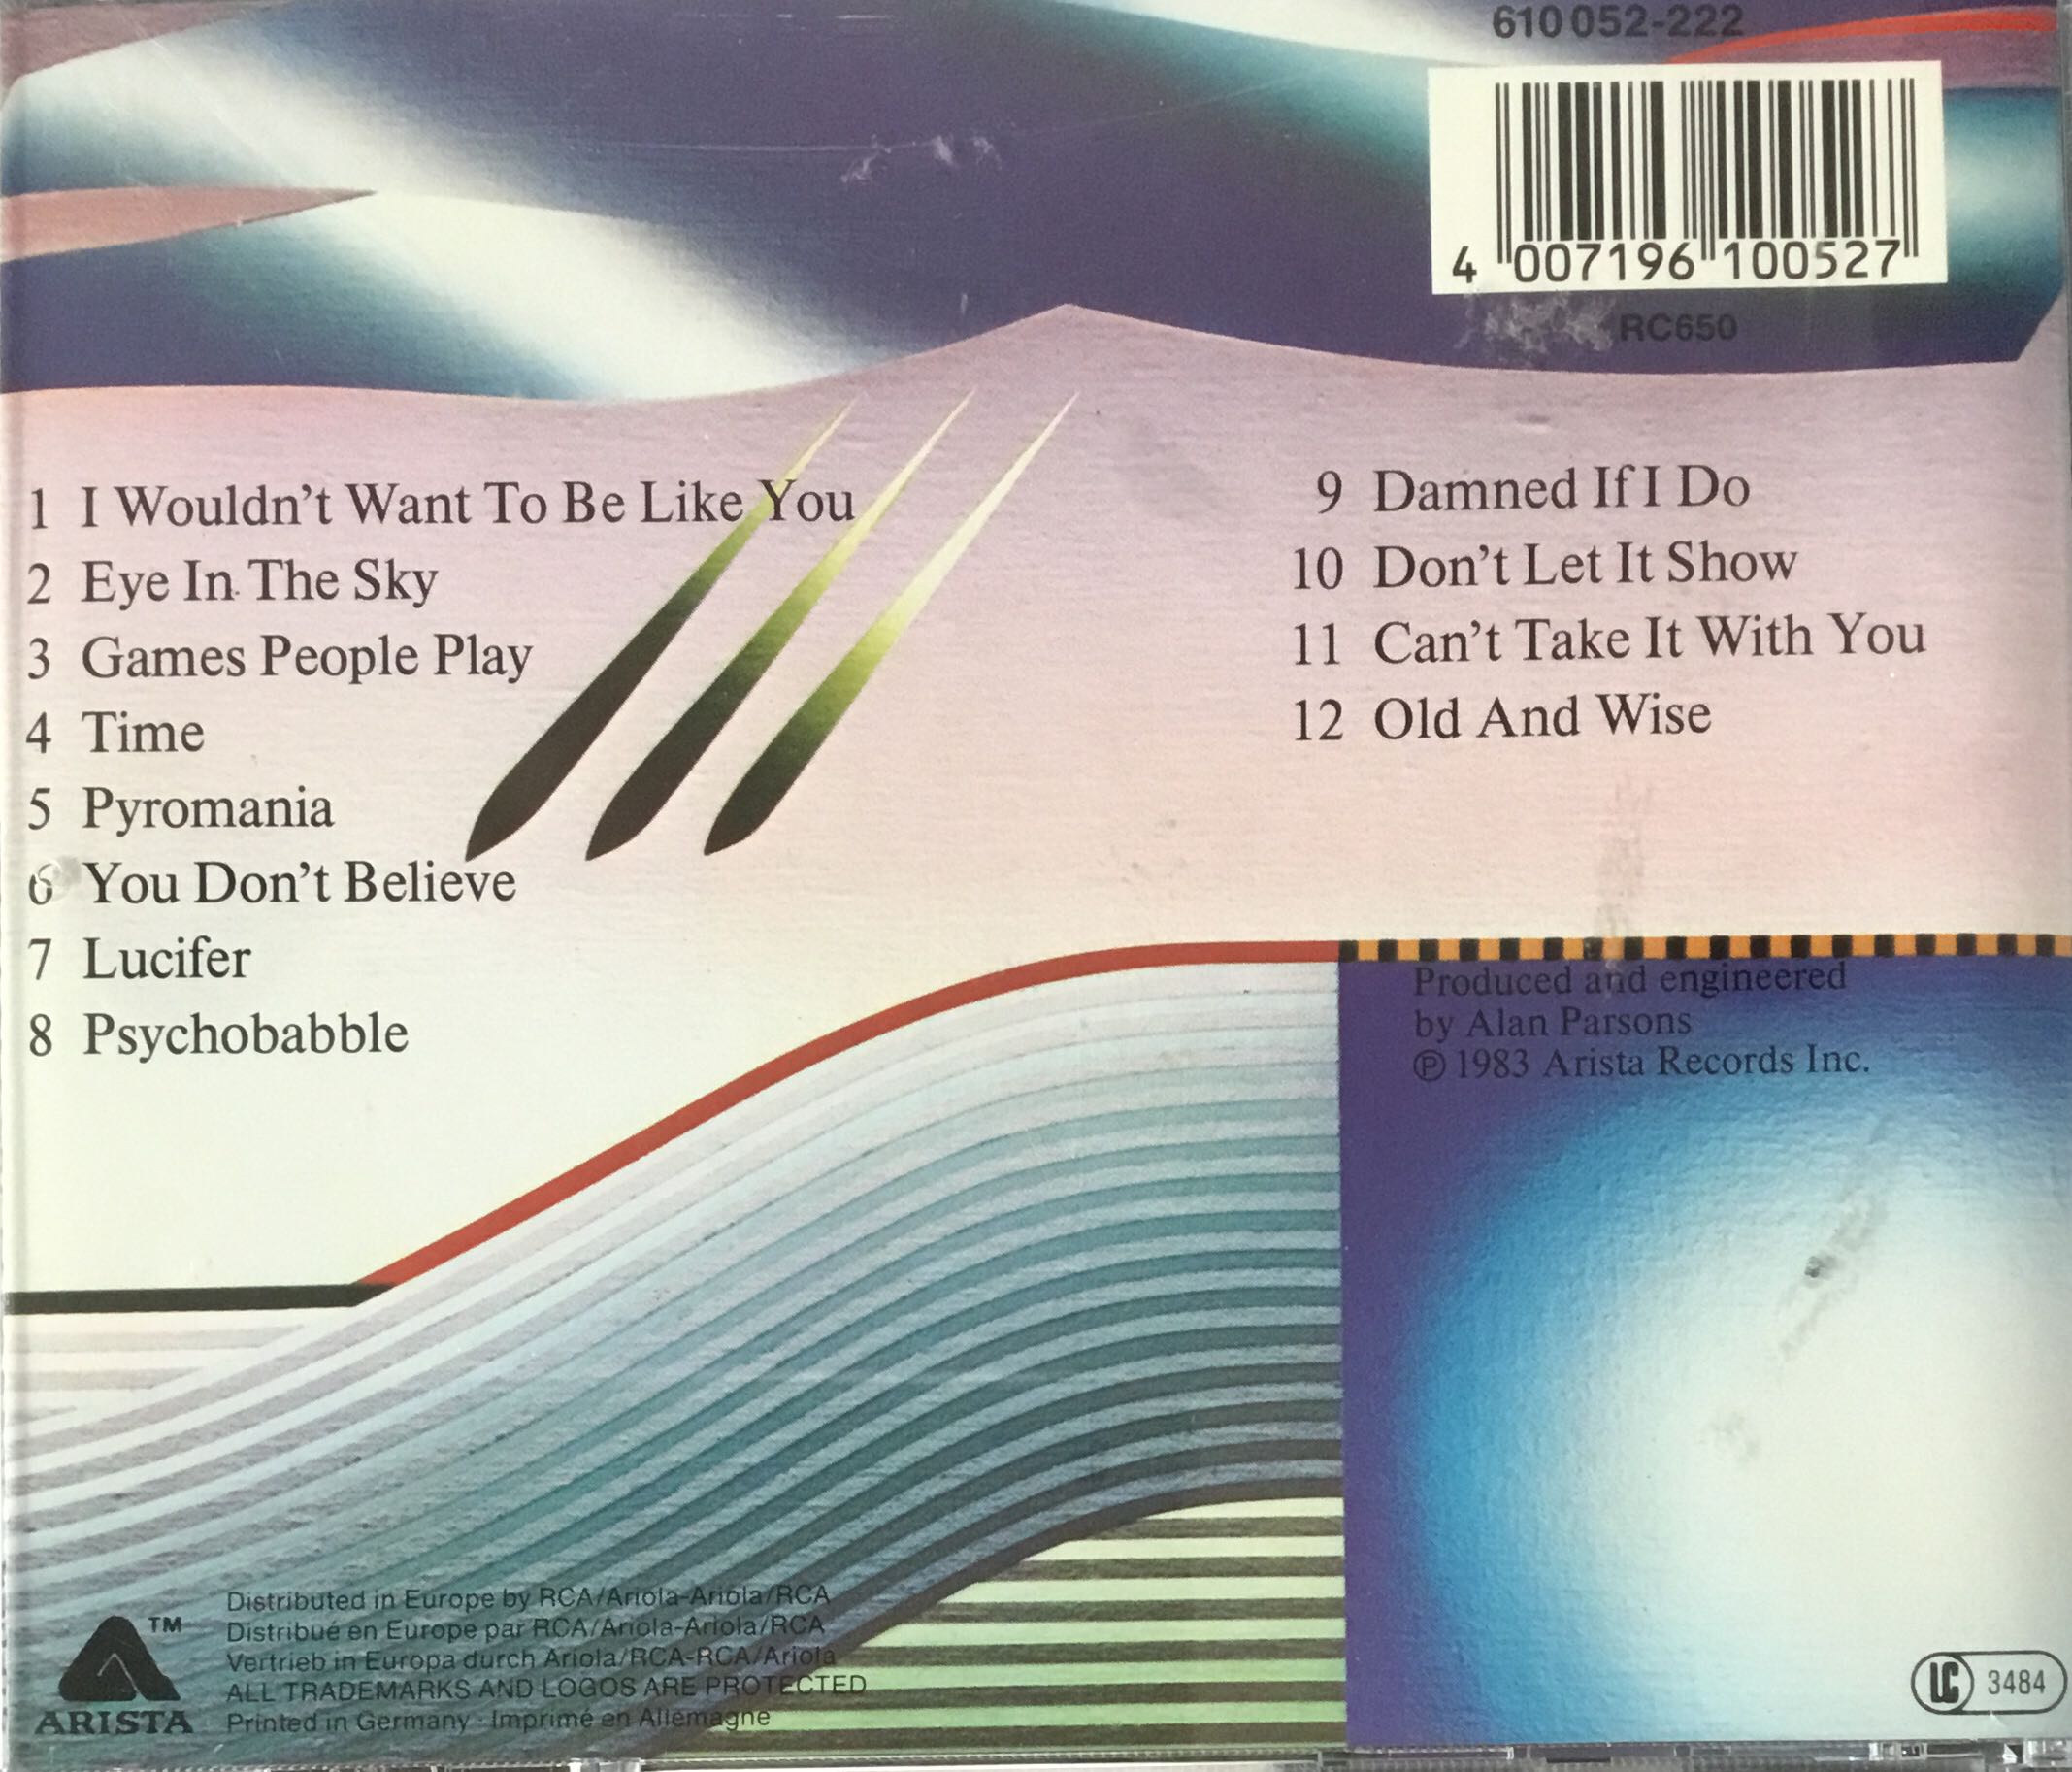 610 052-222
4 007196 100527
RC650
1 I Wouldn't Want To Be Like You
2 Eye In The Sky
3 Games People Play
4 Time
5 Pyromania
6 You Don't Believe
7 Lucifer
8 Psychobabble
9 Damned If I Do
10 Don't Let It Show
11 Can't Take It With You
12 Old And Wise
Produced and engineered
by Alan Parsons
℗ 1983 Arista Records Inc.
Distributed in Europe by RCA/Ariola-Ariola/RCA
Distribué en Europe par RCA/Ariola-Ariola/RCA
Vertrieb in Europa durch Ariola/RCA-RCA/Ariola
ALL TRADEMARKS AND LOGOS ARE PROTECTED
Printed in Germany · Imprimé en Allemagne
TM
ARISTA
LC 3484